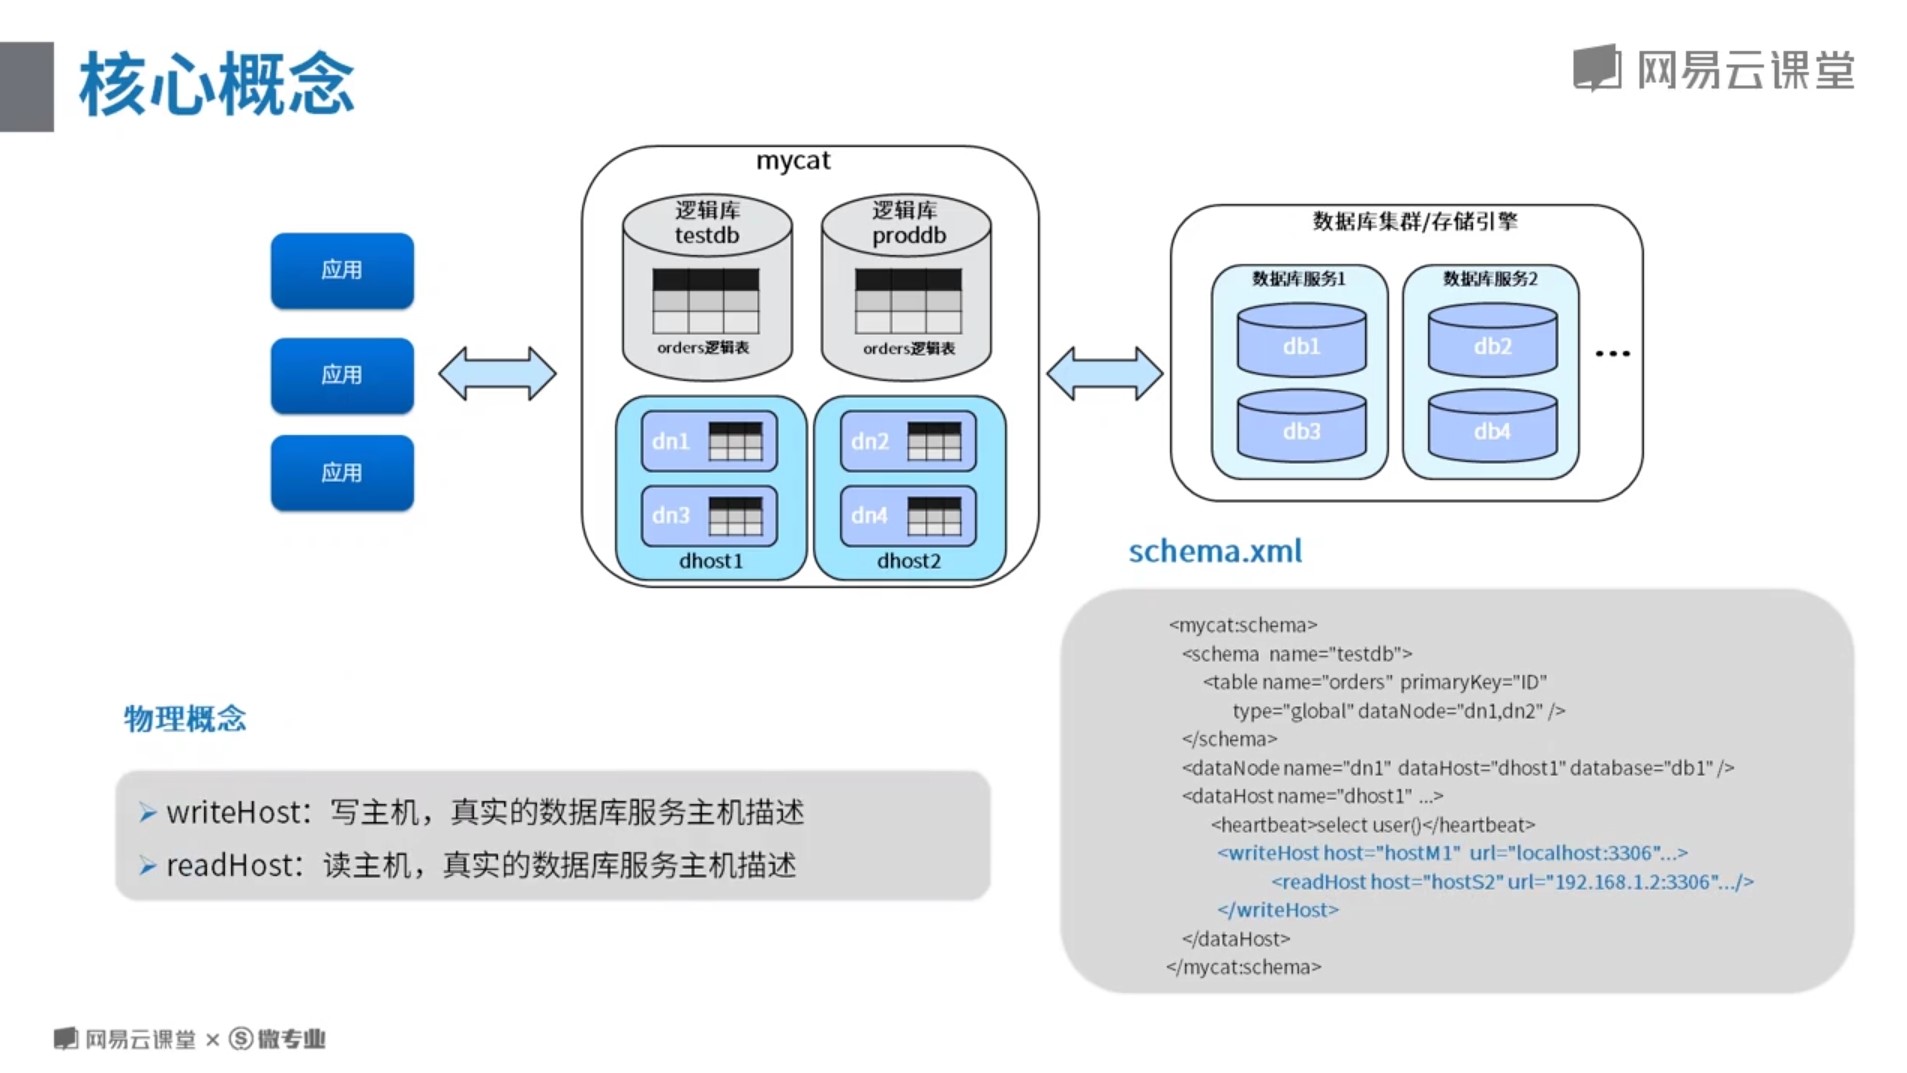 核心概念
网易云课堂
mycat
逻辑库
testdb
逻辑库
proddb
orders逻辑表
orders逻辑表
应用
应用
应用
dn1
dn2
dn3
dn4
dhost1
dhost2
数据库集群/存储引擎
数据库服务1
数据库服务2
db1
db2
db3
db4
...
schema.xml
<mycat:schema>
<schema name="testdb">
<table name="orders" primaryKey="ID"
type="global" dataNode="dn1,dn2" />
</schema>
<dataNode name="dn1" dataHost="dhost1" database="db1" />
<dataHost name="dhost1" ...>
<heartbeat>select user()</heartbeat>
<writeHost host="hostM1" url="localhost:3306"...>
<readHost host="hostS2" url="192.168.1.2:3306".../>
</writeHost>
</dataHost>
</mycat:schema>
物理概念
writeHost：写主机，真实的数据库服务主机描述
readHost：读主机，真实的数据库服务主机描述
网易云课堂 × 微专业